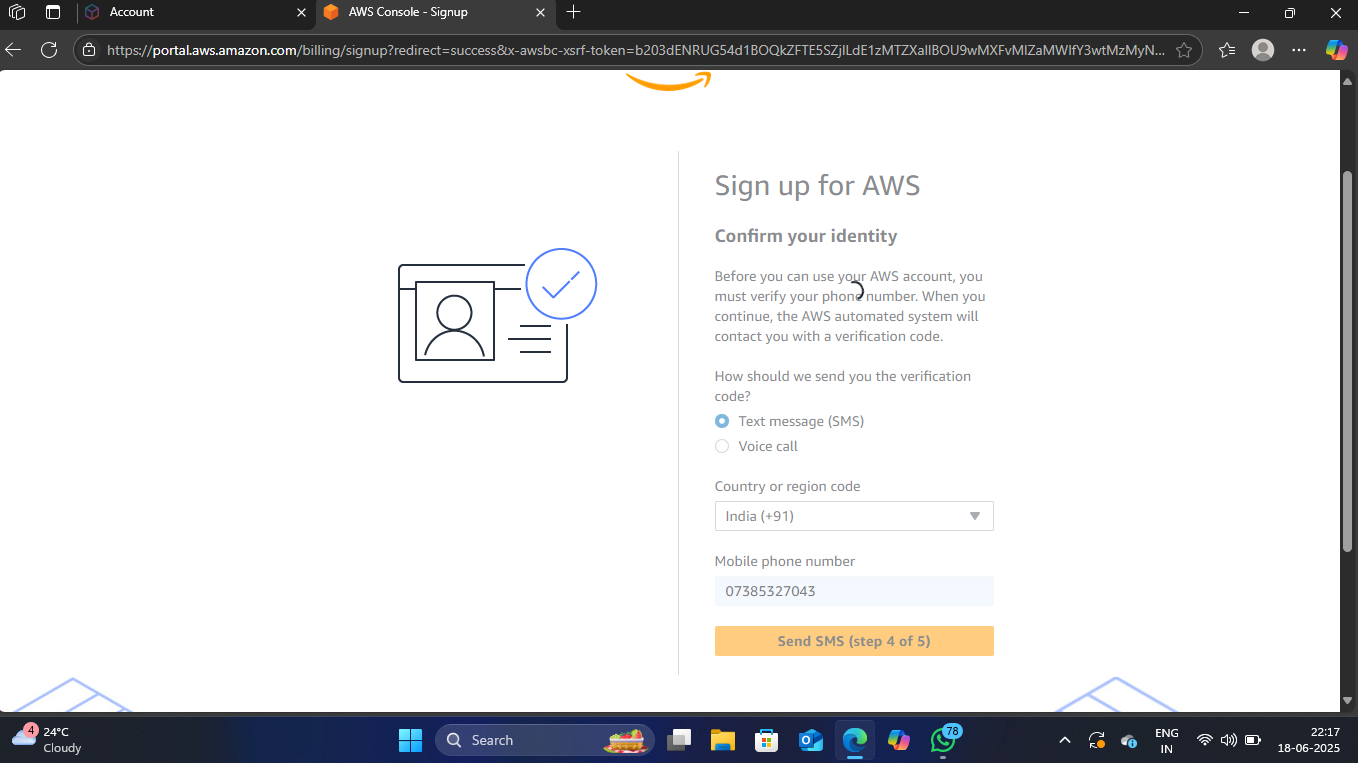 Account
AWS Console - Signup
https://portal.aws.amazon.com/billing/signup?redirect=success&x-awsbc-xsrf-token=
Sign up for AWS
Confirm your identity
Before you can use your AWS account, you
must verify your phone number. When you
continue, the AWS automated system will
contact you with a verification code.
How should we send you the verification
code?
Text message (SMS)
Voice call
Country or region code
India (+91)
Mobile phone number
07385327043
Send SMS (step 4 of 5)
4
24°C
Cloudy
Search
78
ENG
IN
22:17
18-06-2025